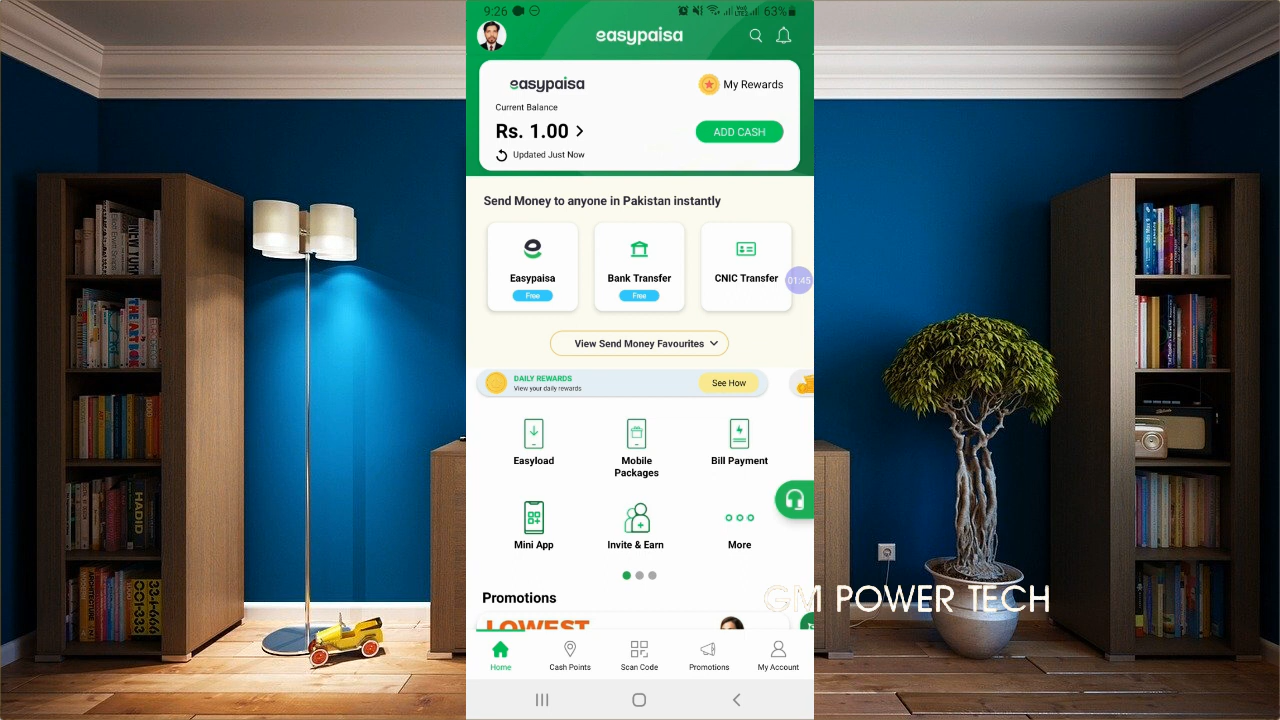 9:26
63%
easypaisa
easypaisa
My Rewards
Current Balance
Rs. 1.00
ADD CASH
Updated Just Now
Send Money to anyone in Pakistan instantly
Easypaisa
Free
Bank Transfer
Free
CNIC Transfer
01:45
View Send Money Favourites
DAILY REWARDS
View your daily rewards
See How
Easyload
Mobile
Packages
Bill Payment
Mini App
Invite & Earn
More
Promotions
LOWEST
GM POWER TECH
Home
Cash Points
Scan Code
Promotions
My Account
HADID